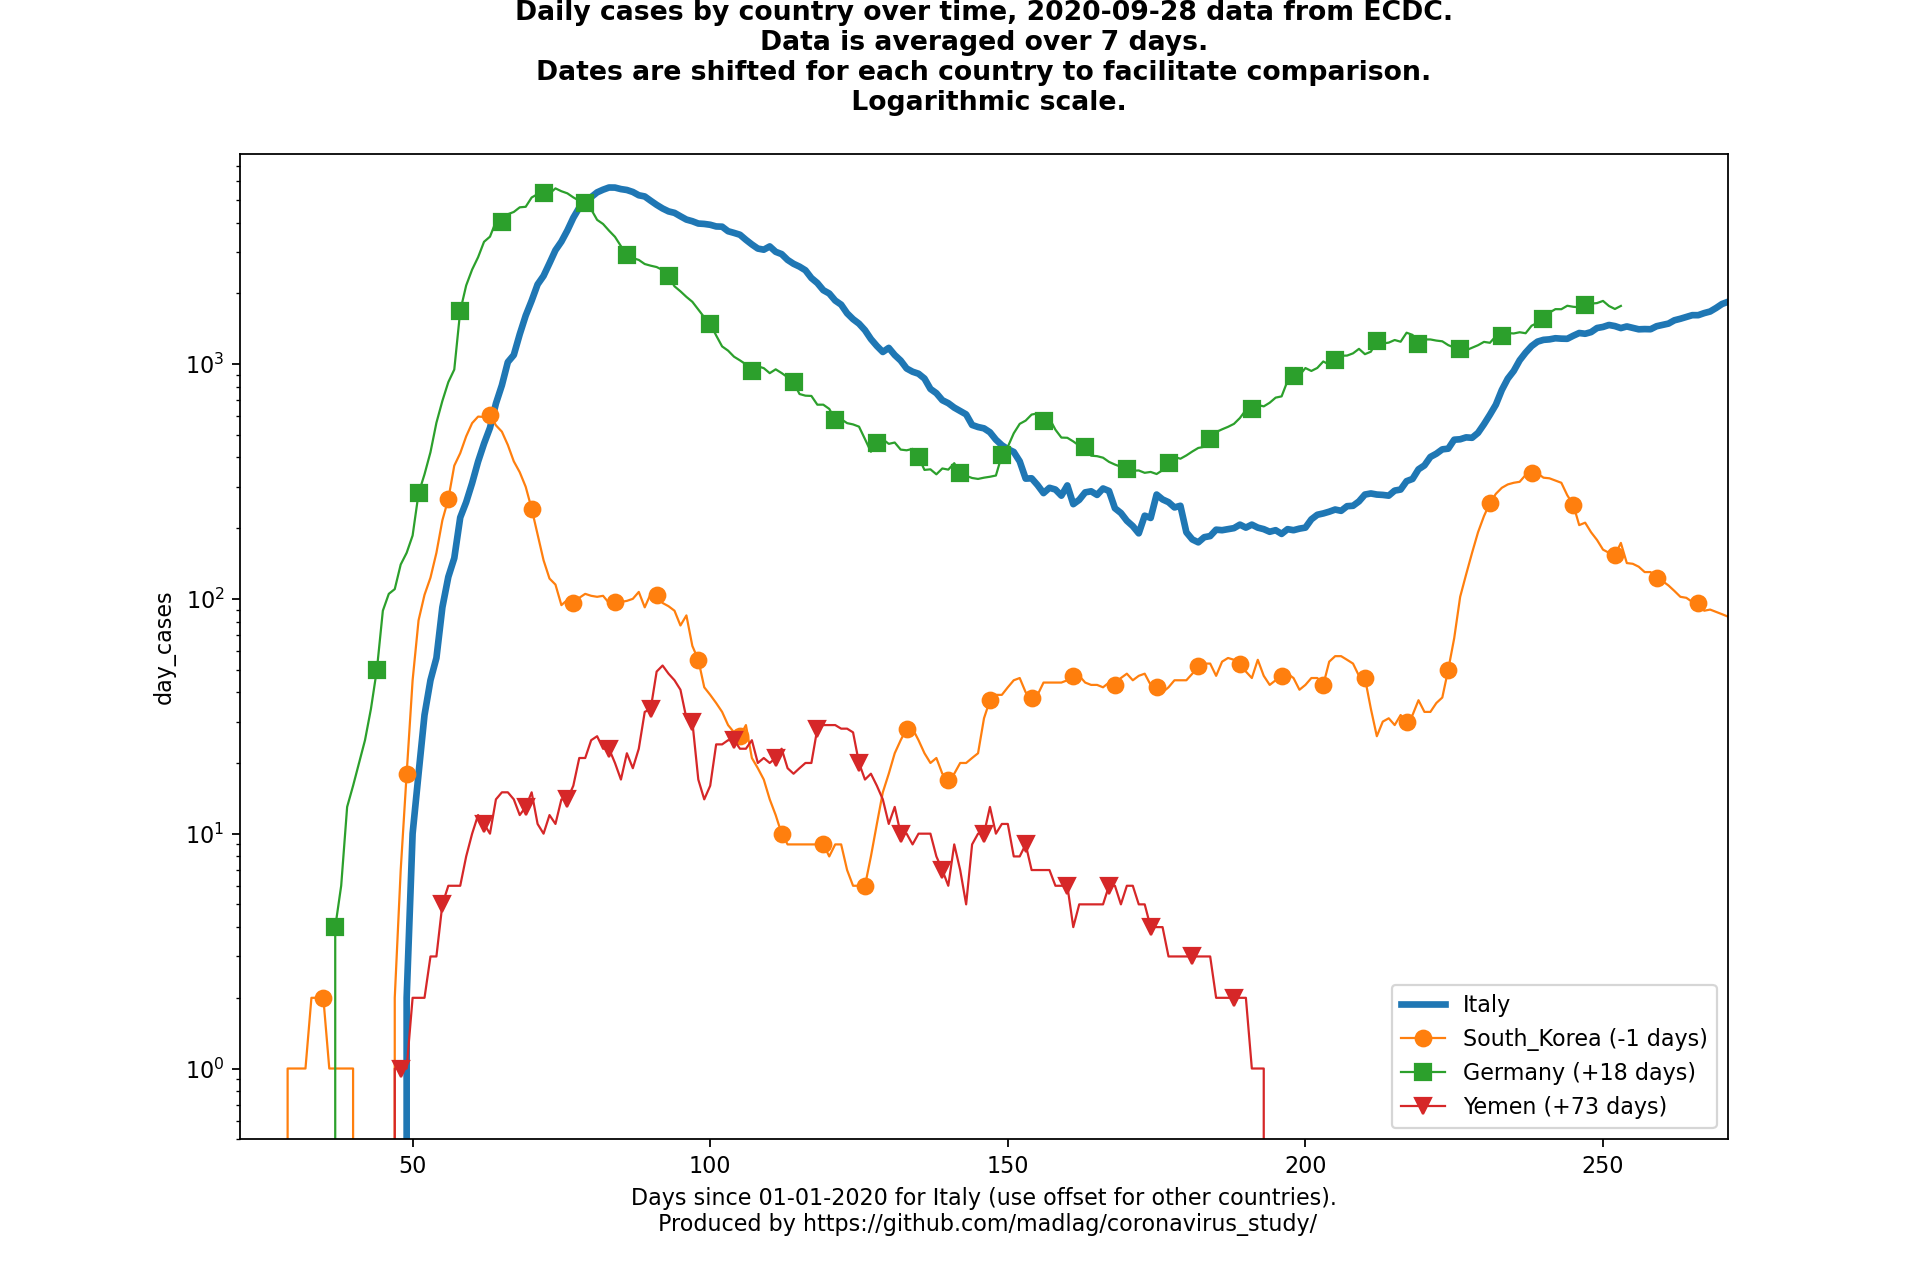 Daily cases by country over time, 2020-09-28 data from ECDC.
Data is averaged over 7 days.
Dates are shifted for each country to facilitate comparison.
Logarithmic scale.
day_cases
10³
10²
10¹
10⁰
50 100 150 200 250
Italy
South_Korea (-1 days)
Germany (+18 days)
Yemen (+73 days)
Days since 01-01-2020 for Italy (use offset for other countries).
Produced by https://github.com/madlag/coronavirus_study/